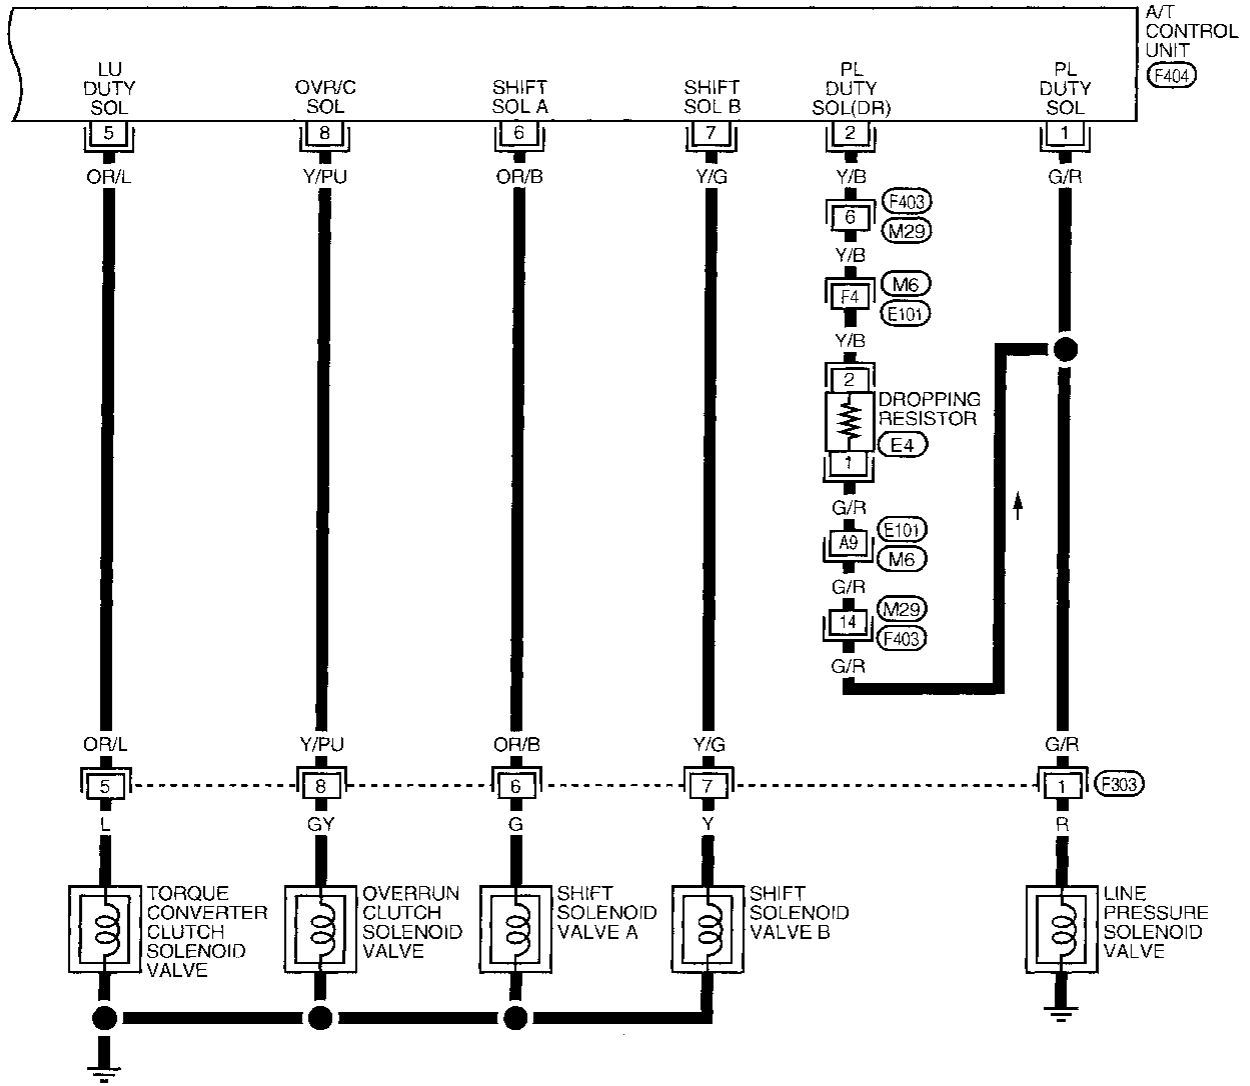 A/T
CONTROL
UNIT
F404
LU
DUTY
SOL
OVR/C
SOL
SHIFT
SOL A
SHIFT
SOL B
PL
DUTY
SOL(DR)
PL
DUTY
SOL
5
8
6
7
2
1
OR/L
Y/PU
OR/B
Y/G
Y/B
G/R
6
F403
M29
Y/B
F4
M6
E101
Y/B
2
DROPPING
RESISTOR
E4
1
G/R
A9
E101
M6
G/R
14
M29
F403
G/R
OR/L
Y/PU
OR/B
Y/G
G/R
5
8
6
7
1
F303
L
GY
G
Y
R
TORQUE
CONVERTER
CLUTCH
SOLENOID
VALVE
OVERRUN
CLUTCH
SOLENOID
VALVE
SHIFT
SOLENOID
VALVE A
SHIFT
SOLENOID
VALVE B
LINE
PRESSURE
SOLENOID
VALVE